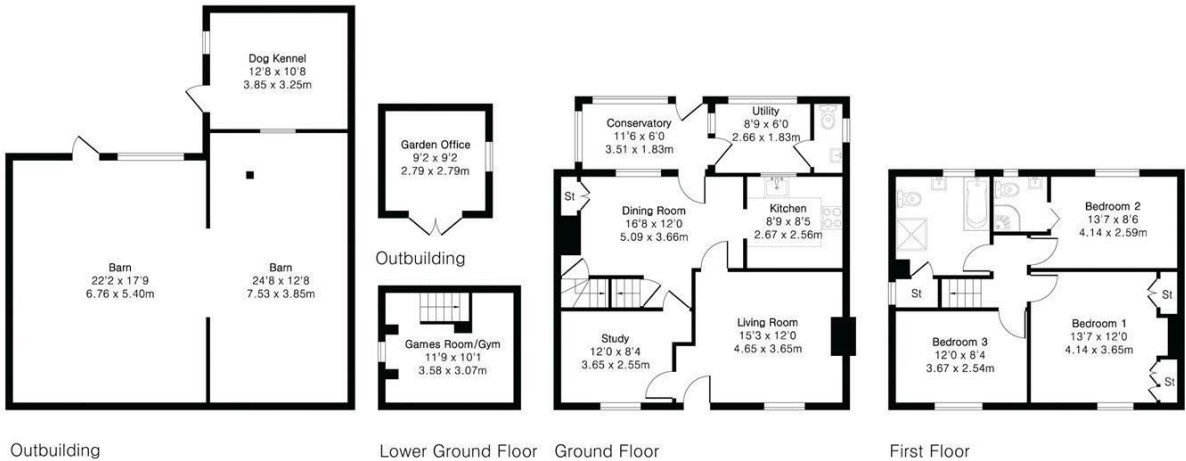 Dog Kennel
12'8 x 10'8
3.85 x 3.25m
Barn
22'2 x 17'9
6.76 x 5.40m
Barn
24'8 x 12'8
7.53 x 3.85m
Outbuilding
Garden Office
9'2 x 9'2
2.79 x 2.79m
Outbuilding
Games Room/Gym
11'9 x 10'1
3.58 x 3.07m
Lower Ground Floor
Conservatory
11'6 x 6'0
3.51 x 1.83m
Utility
8'9 x 6'0
2.66 x 1.83m
St
Dining Room
16'8 x 12'0
5.09 x 3.66m
Kitchen
8'9 x 8'5
2.67 x 2.56m
Study
12'0 x 8'4
3.65 x 2.55m
Living Room
15'3 x 12'0
4.65 x 3.65m
Ground Floor
Bedroom 2
13'7 x 8'6
4.14 x 2.59m
St
St
Bedroom 1
13'7 x 12'0
4.14 x 3.65m
St
Bedroom 3
12'0 x 8'4
3.67 x 2.54m
First Floor